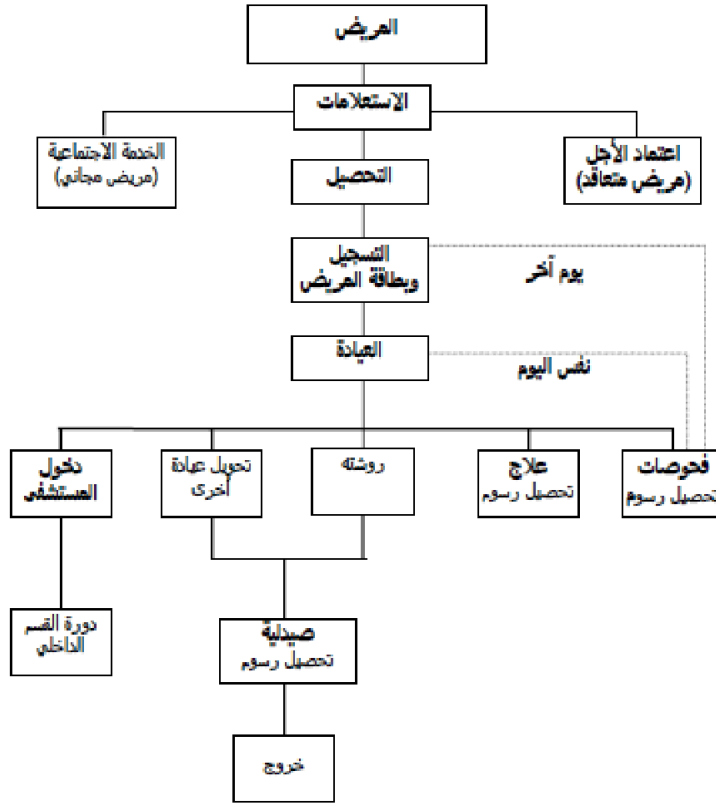 المريض
الاستعلامات
اعتماد الأجل
(مريض متعاقد)
الخدمة الاجتماعية
(مريض مجاني)
التحصيل
التسجيل
وبطاقة المريض
يوم آخر
العيادة
نفس اليوم
فحوصات
تحصيل رسوم
علاج
تحصيل رسوم
روشته
تحويل عيادة
أخرى
دخول
المستشفى
صيدلية
تحصيل رسوم
دورة القسم
الداخلي
خروج